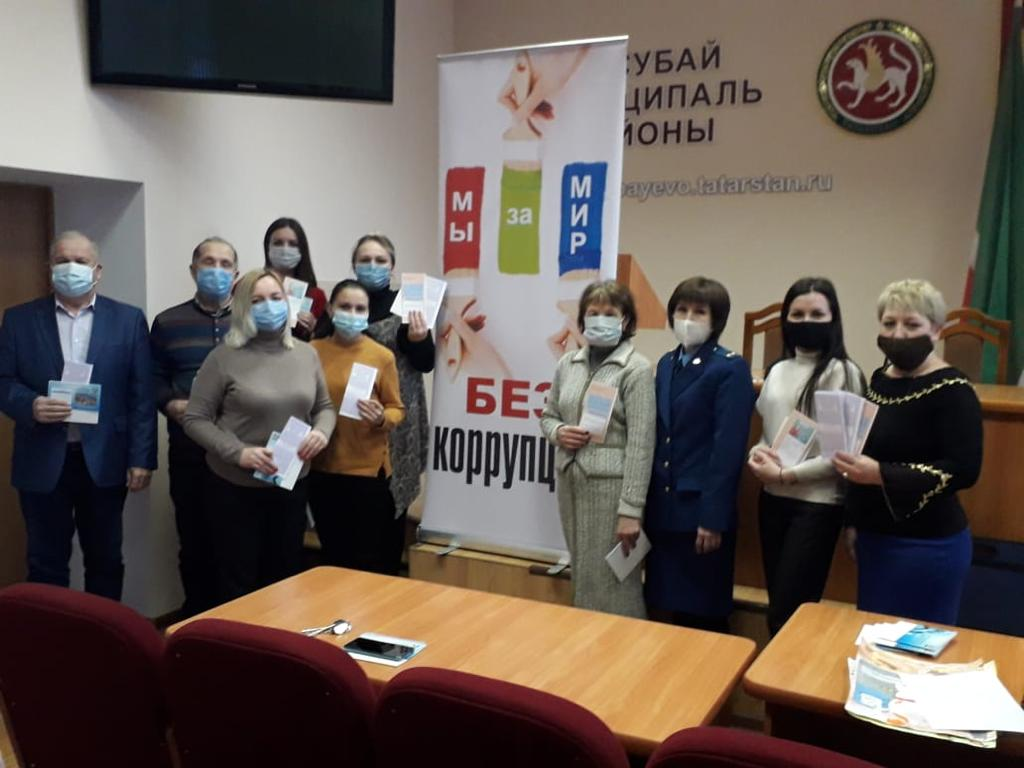 СУБАЙ
ЦИПАЛЬ
ЙОНЫ
bayevo.tatarstan.ru
МЫ
за
МИР
БЕЗ
коррупц